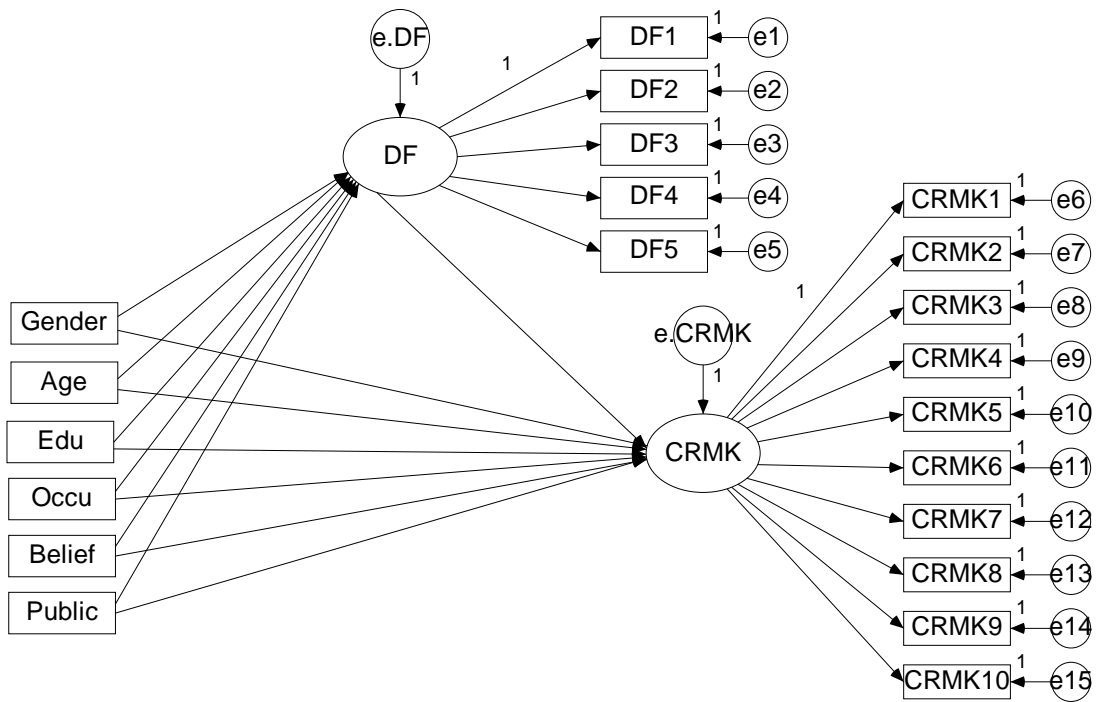 e.DF
1
DF
1
DF1
1
e1
DF2
1
e2
DF3
1
e3
DF4
1
e4
DF5
1
e5
Gender
Age
Edu
Occu
Belief
Public
e.CRMK
1
CRMK
1
CRMK1
1
e6
CRMK2
1
e7
CRMK3
1
e8
CRMK4
1
e9
CRMK5
1
e10
CRMK6
1
e11
CRMK7
1
e12
CRMK8
1
e13
CRMK9
1
e14
CRMK10
1
e15